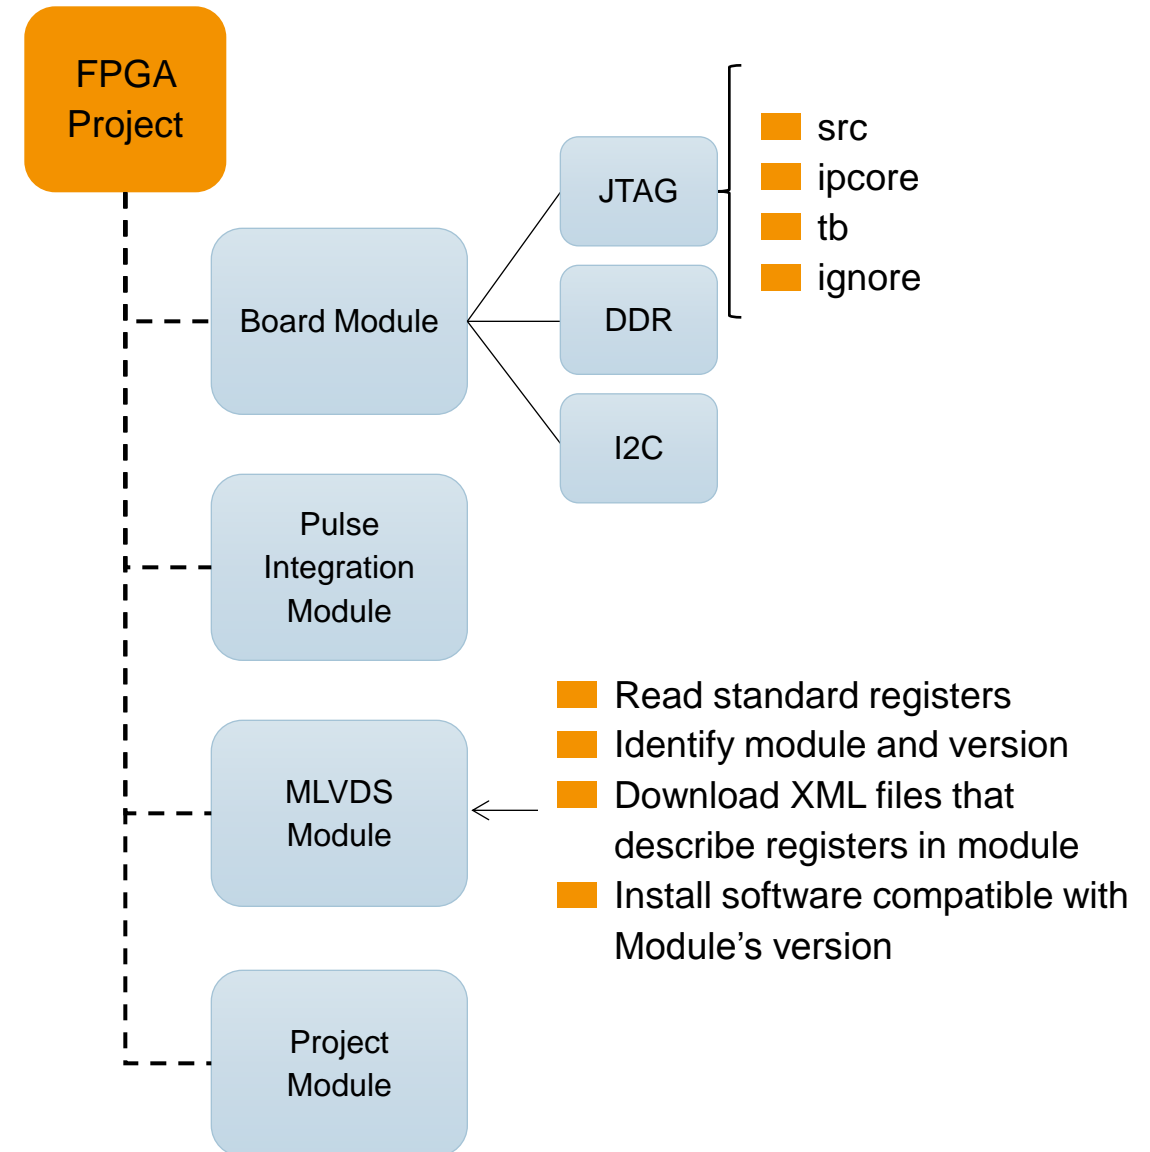 FPGA
Project
JTAG
src
ipcore
tb
ignore
Board Module
DDR
I2C
Pulse
Integration
Module
MLVDS
Module
Read standard registers
Identify module and version
Download XML files that
describe registers in module
Install software compatible with
Module’s version
Project
Module